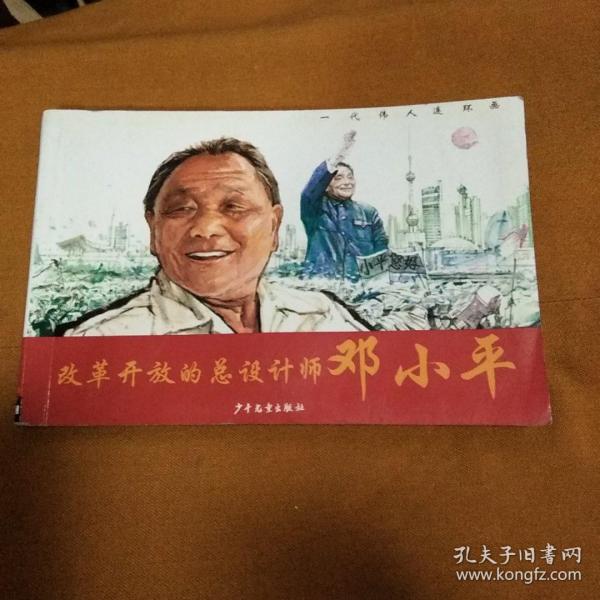 一代伟人连环画
小平您好
改革开放的总设计师邓小平
少年儿童出版社
孔夫子旧书网
www.kongfz.com